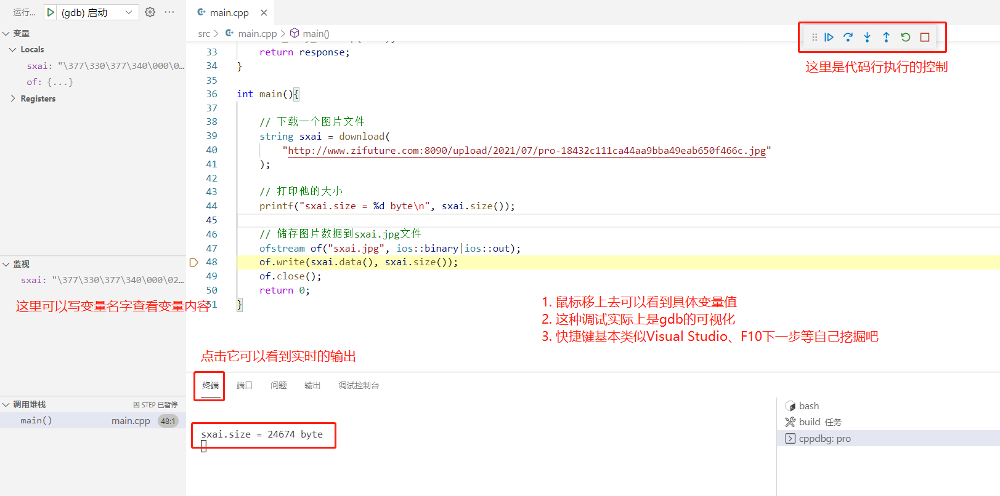 运行...
(gdb) 启动
变量
Locals
sxai: "\377\330\377\340\000\0...
of: {...}
Registers
监视
sxai: "\377\330\377\340\000\02...
这里可以写变量名字查看变量内容
调用堆栈
因 STEP 已暂停
main()
main.cpp
48:1
main.cpp
src > main.cpp > main()
33 return response;
34 }
35
36 int main(){
37
38 // 下载一个图片文件
39 string sxai = download(
40 "http://www.zifuture.com:8090/upload/2021/07/pro-18432c111ca44aa9bba49eab650f466c.jpg"
41 );
42
43 // 打印他的大小
44 printf("sxai.size = %d byte\n", sxai.size());
45
46 // 储存图片数据到sxai.jpg文件
47 ofstream of("sxai.jpg", ios::binary|ios::out);
48 of.write(sxai.data(), sxai.size());
49 of.close();
50 return 0;
51 }
这里是代码行执行的控制
1. 鼠标移上去可以看到具体变量值
2. 这种调试实际上是gdb的可视化
3. 快捷键基本类似Visual Studio、F10下一步等自己挖掘吧
点击它可以看到实时的输出
终端 端口 问题 输出 调试控制台
sxai.size = 24674 byte
bash
build 任务
cppdbg: pro